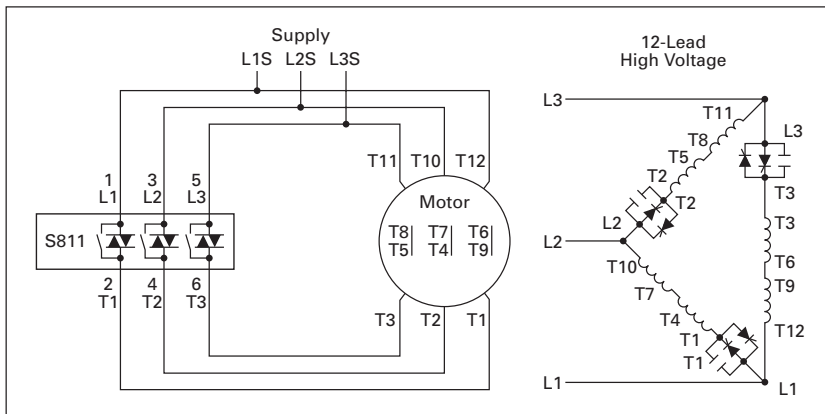 Supply
L1S L2S L3S
T11 T10 T12
1 3 5
L1 L2 L3
Motor
T8 T7 T6
T5 T4 T9
S811
2 4 6
T1 T2 T3
T3 T2 T1
12-Lead
High Voltage
L3
T11
T8
L3
T5
T2
T2
T3
L2
T3
L2
T10
T6
T7
T9
T4
T12
T1
T1
L1
L1